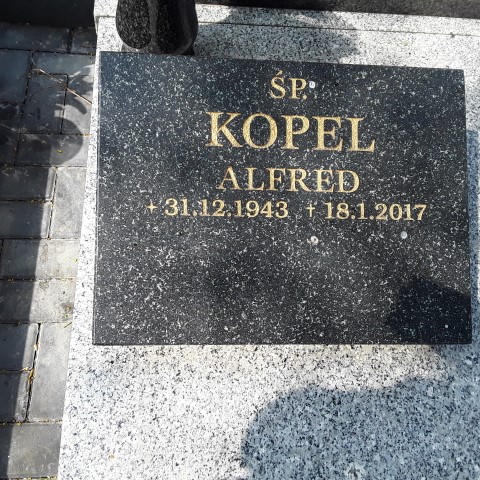 ŚP.
KOPEL
ALFRED
+ 31.12.1943 † 18.1.2017